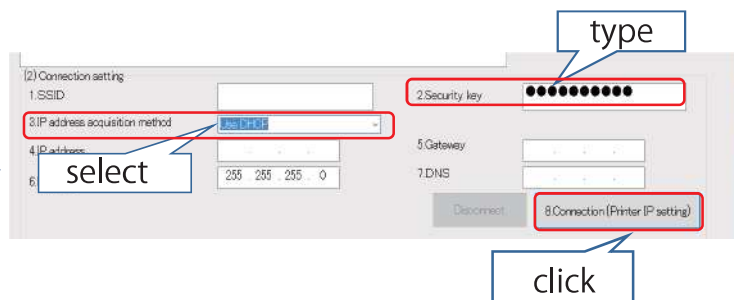 type
(2) Connection setting
1.SSID
2.Security key ●●●●●●●●●●
3.IP address acquisition method Use DHCP
4.IP address
5.Gateway
select
6. 255 . 255 . 255 . 0
7.DNS
Disconnect 8.Connection (Printer IP setting)
click